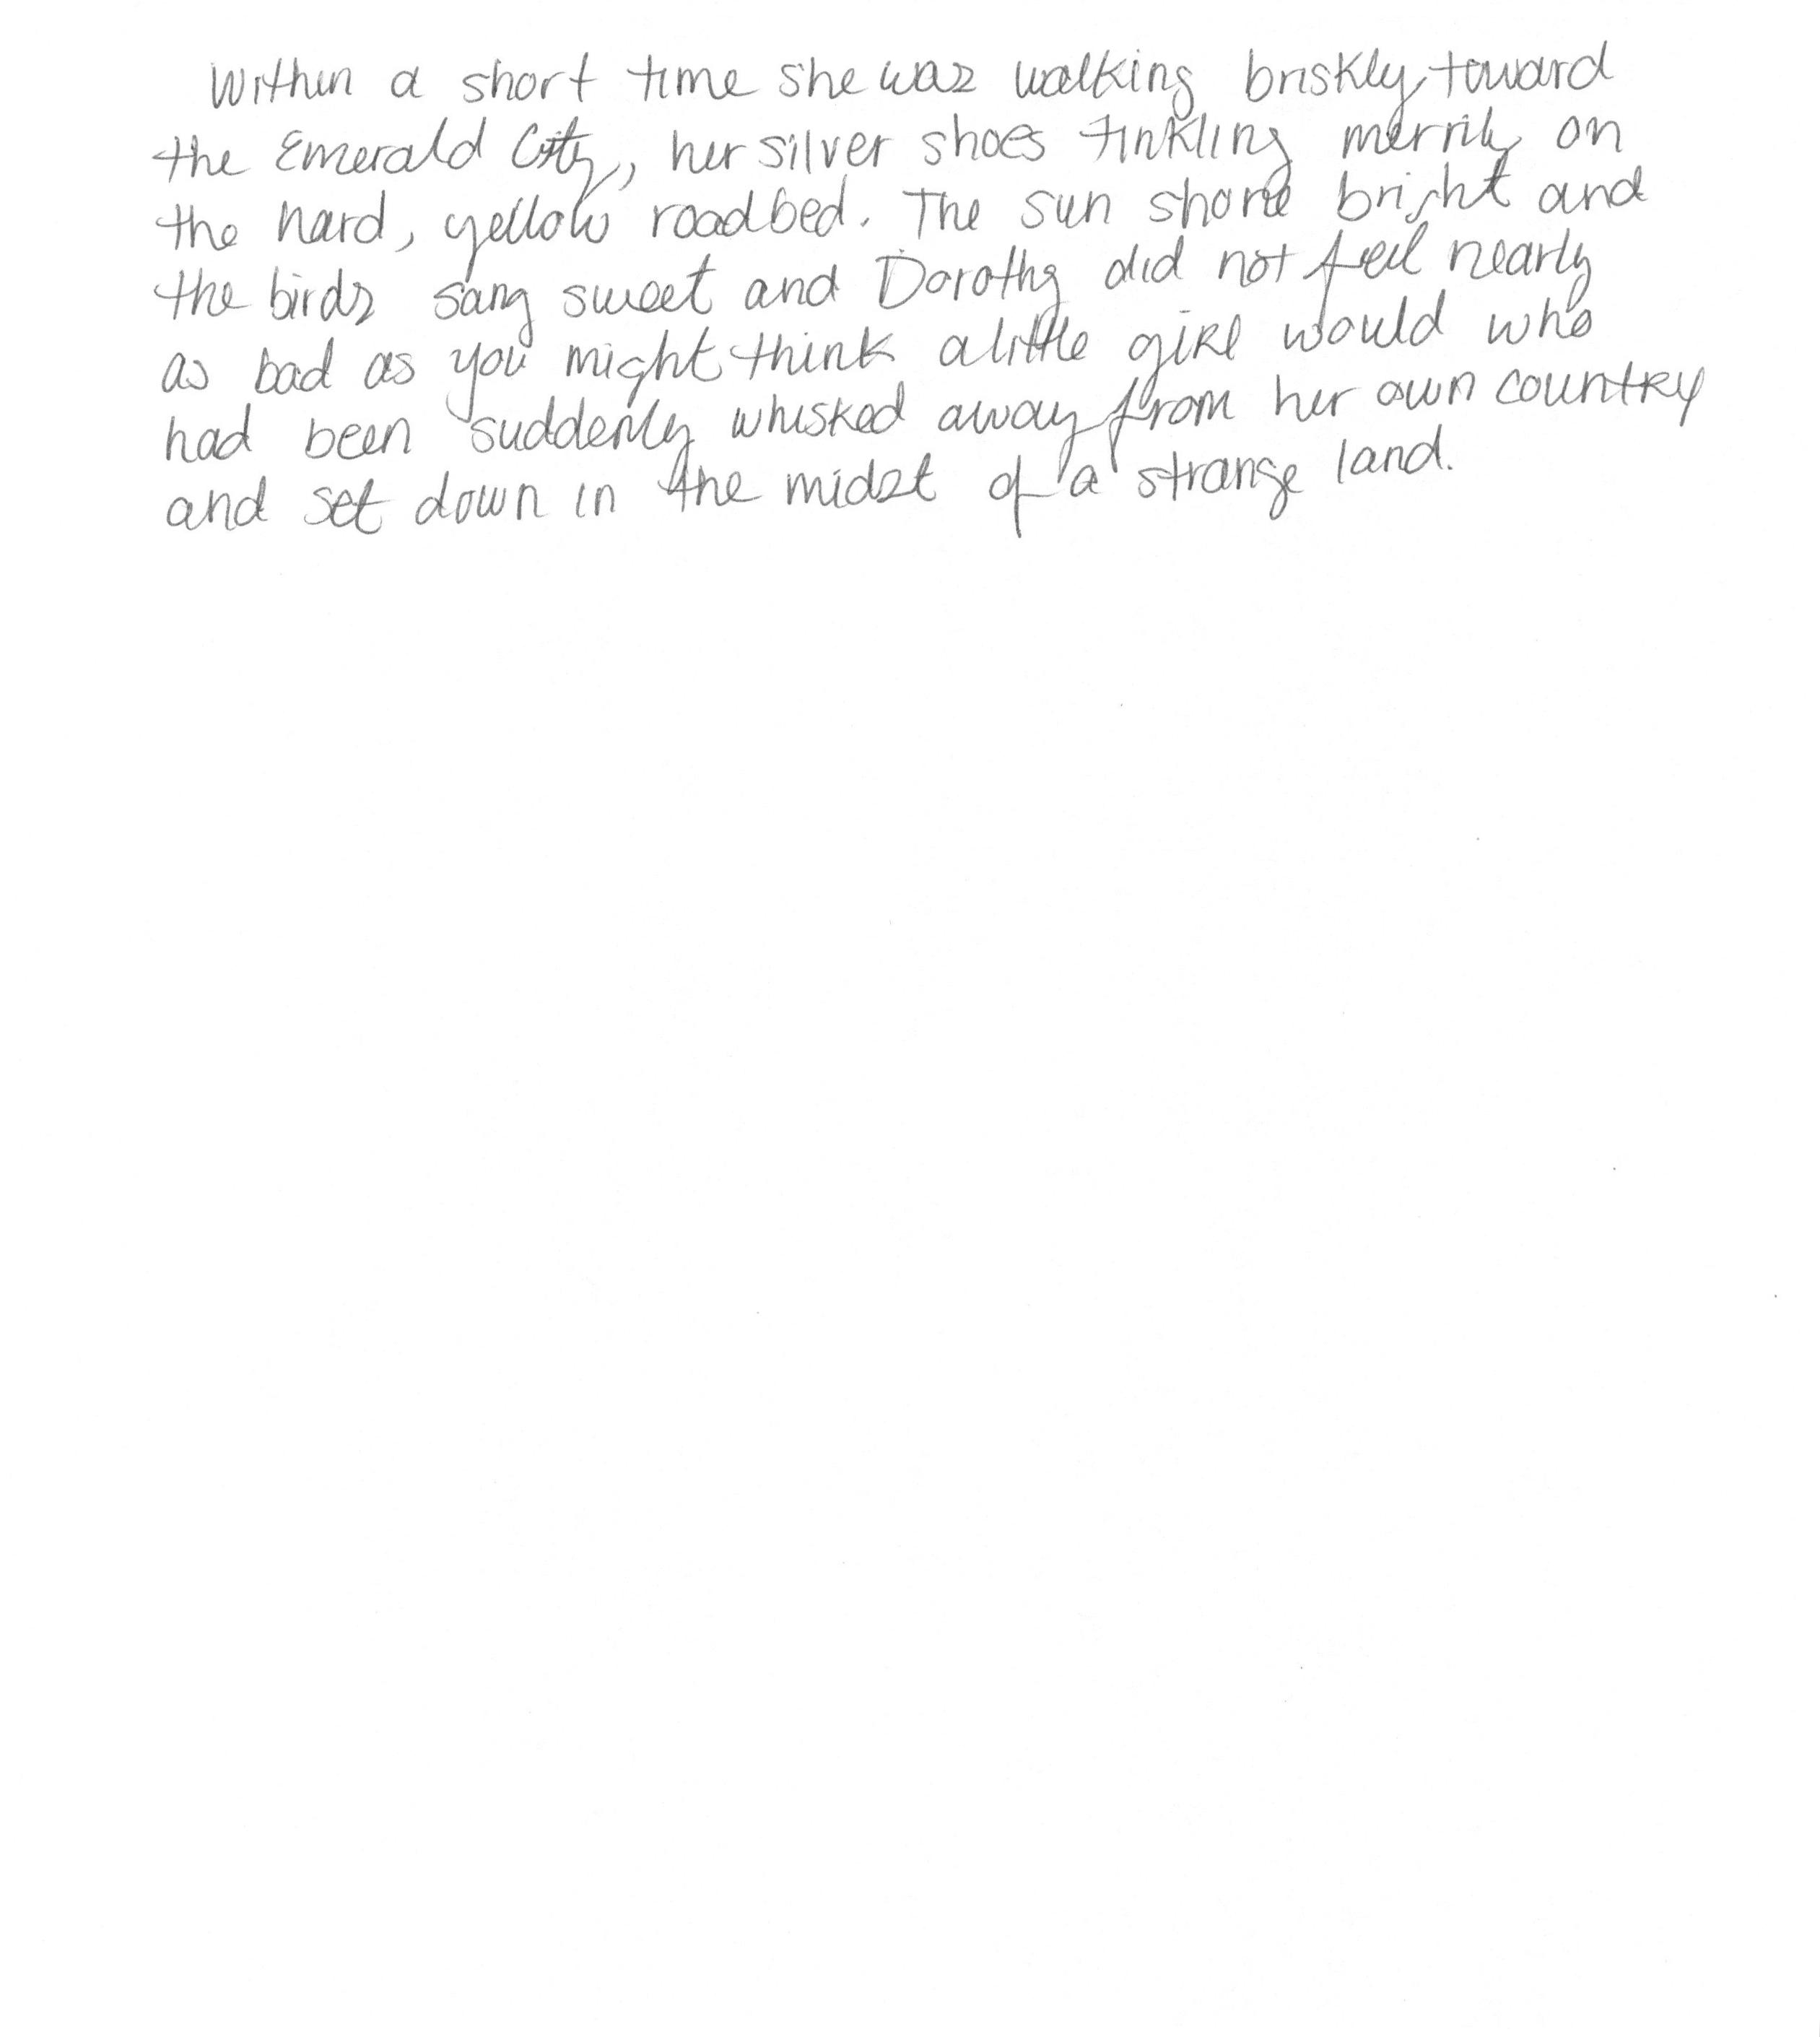 Within a short time she was walking briskly toward
the Emerald City, her silver shoes tinkling merrily on
the hard, yellow roadbed. The sun shone bright and
the birds sang sweet and Dorothy did not feel nearly
as bad as you might think a little girl would who
had been suddenly whisked away from her own country
and set down in the midst of a strange land.